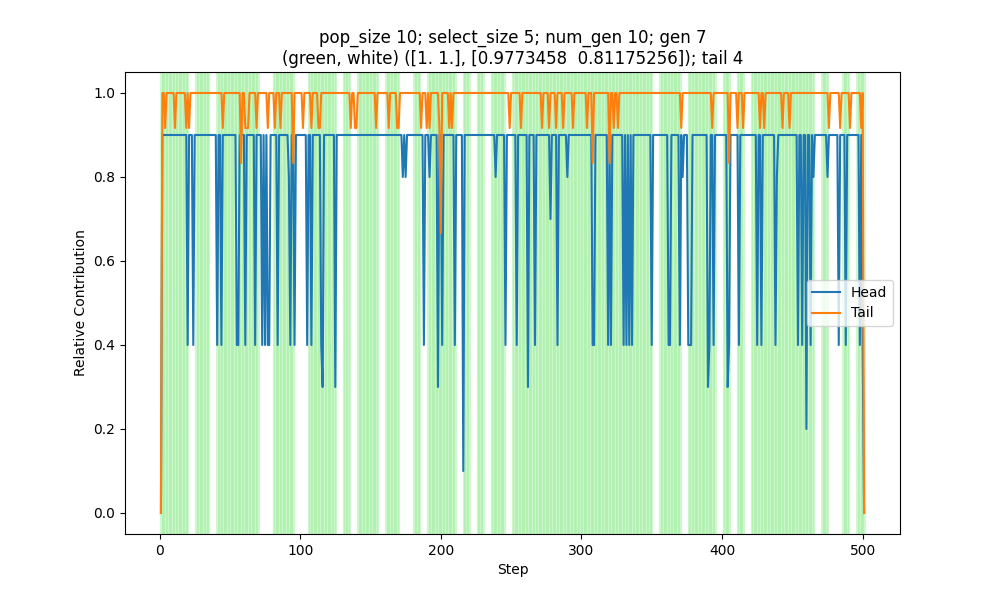 pop_size 10; select_size 5; num_gen 10; gen 7
(green, white) ([1. 1.], [0.9773458  0.81175256]); tail 4
1.0
0.8
0.6
0.4
0.2
0.0
Relative Contribution
Head
Tail
0
100
200
300
400
500
Step